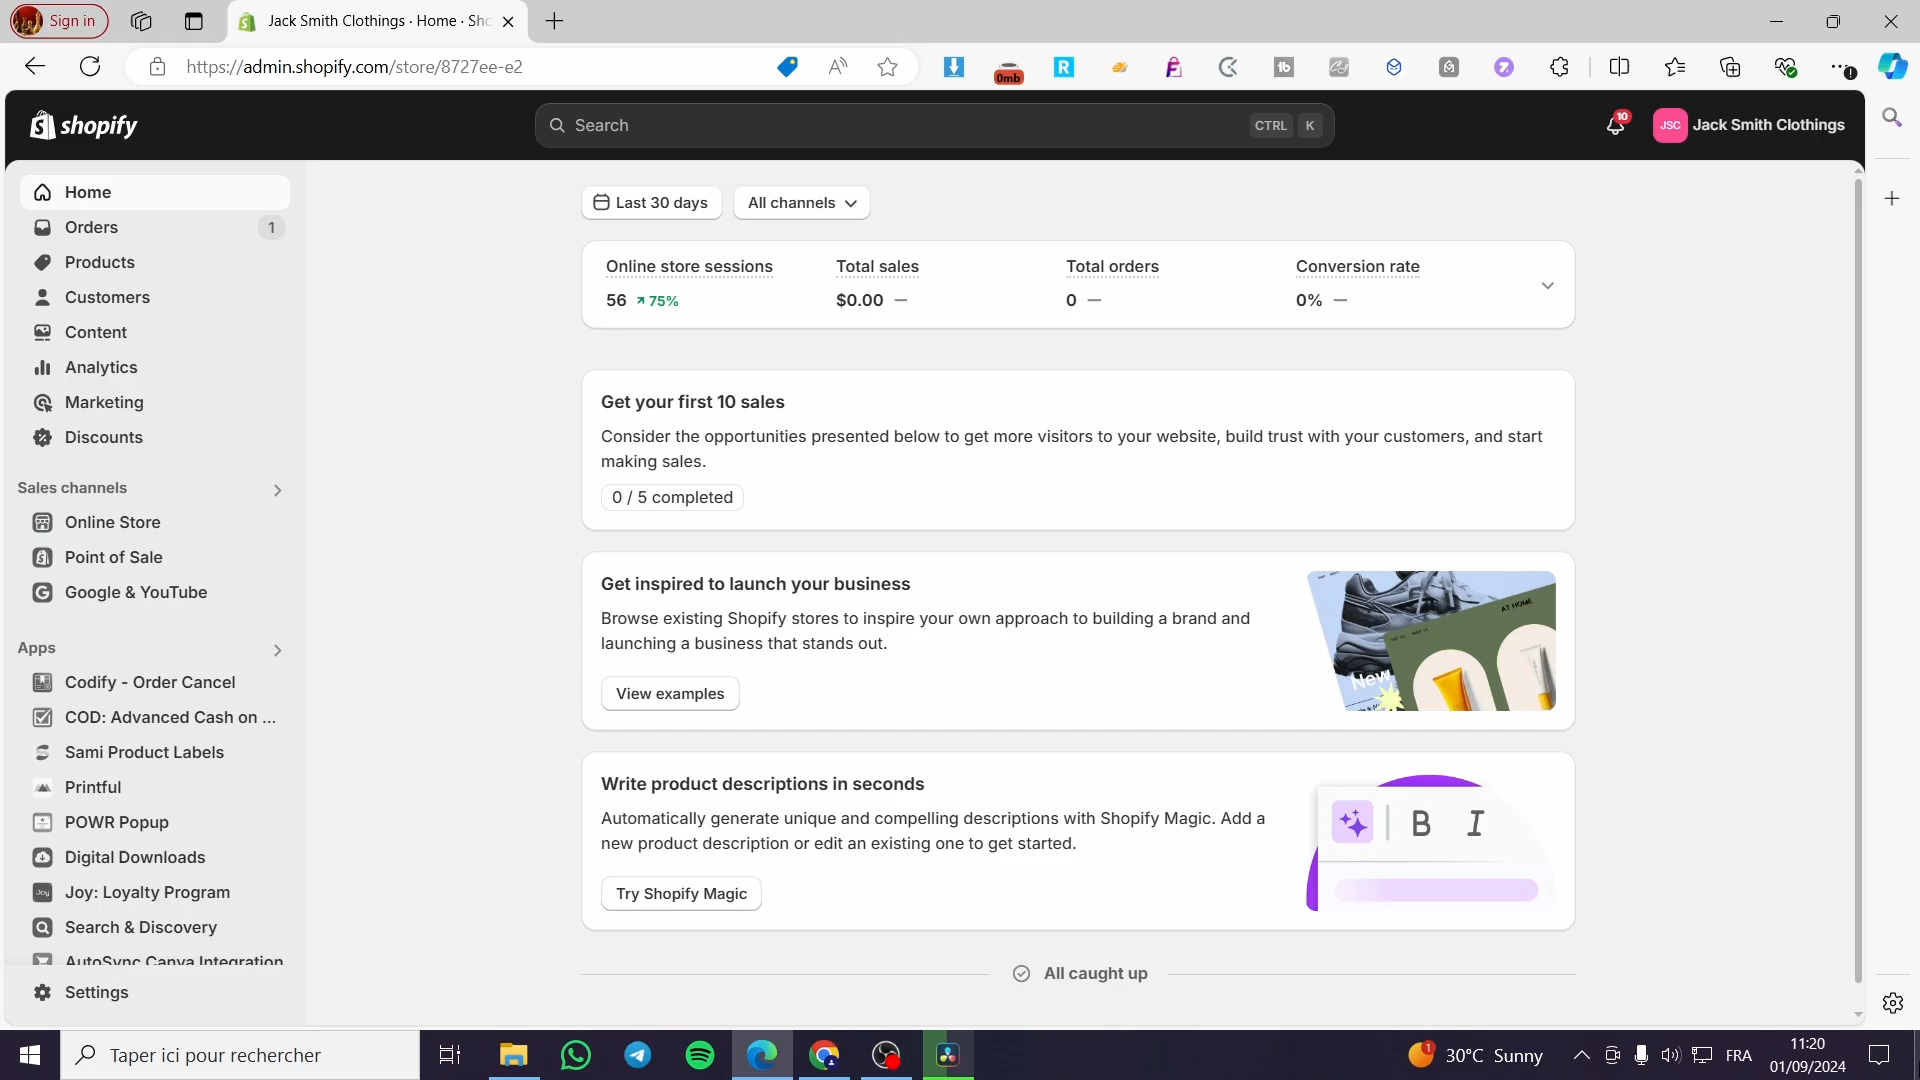 Sign in
Jack Smith Clothings · Home · Sho
https://admin.shopify.com/store/8727ee-e2
0mb
shopify
Search
CTRL K
10
JSC
Jack Smith Clothings
Home
Orders 1
Products
Customers
Content
Analytics
Marketing
Discounts
Sales channels
Online Store
Point of Sale
Google & YouTube
Apps
Codify - Order Cancel
COD: Advanced Cash on ...
Sami Product Labels
Printful
POWR Popup
Digital Downloads
Joy: Loyalty Program
Search & Discovery
AutoSync Canva Integration
Settings
Last 30 days
All channels
Online store sessions Total sales Total orders Conversion rate
56 75% $0.00 — 0 — 0% —
Get your first 10 sales
Consider the opportunities presented below to get more visitors to your website, build trust with your customers, and start
making sales.
0 / 5 completed
Get inspired to launch your business
Browse existing Shopify stores to inspire your own approach to building a brand and
launching a business that stands out.
View examples
AT HOME
New
Write product descriptions in seconds
Automatically generate unique and compelling descriptions with Shopify Magic. Add a
new product description or edit an existing one to get started.
Try Shopify Magic
B I
All caught up
Taper ici pour rechercher
1
30°C Sunny
FRA
11:20
01/09/2024